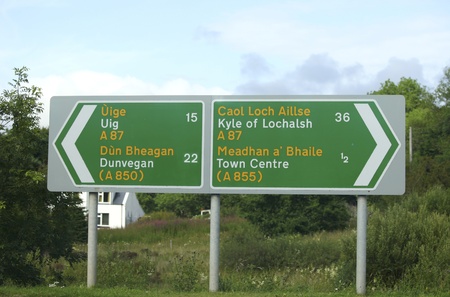 Ùige
Uig 15
A 87
Dùn Bheagan
Dunvegan 22
(A 850)
Caol Loch Aillse
Kyle of Lochalsh 36
A 87
Meadhan a' Bhaile
Town Centre ½
(A 855)